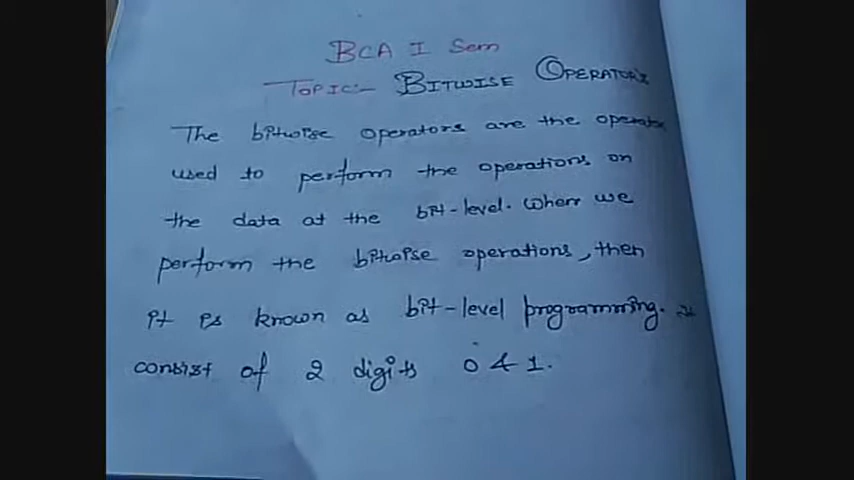 BCA I Sem
TOPIC:- BITWISE OPERATORS
The bitwise operators are the operators
used to perform the operations on
the data at the bit-level. When we
perform the bitwise operations, then
it is known as bit-level programming. It
consist of 2 digits 0 & 1.